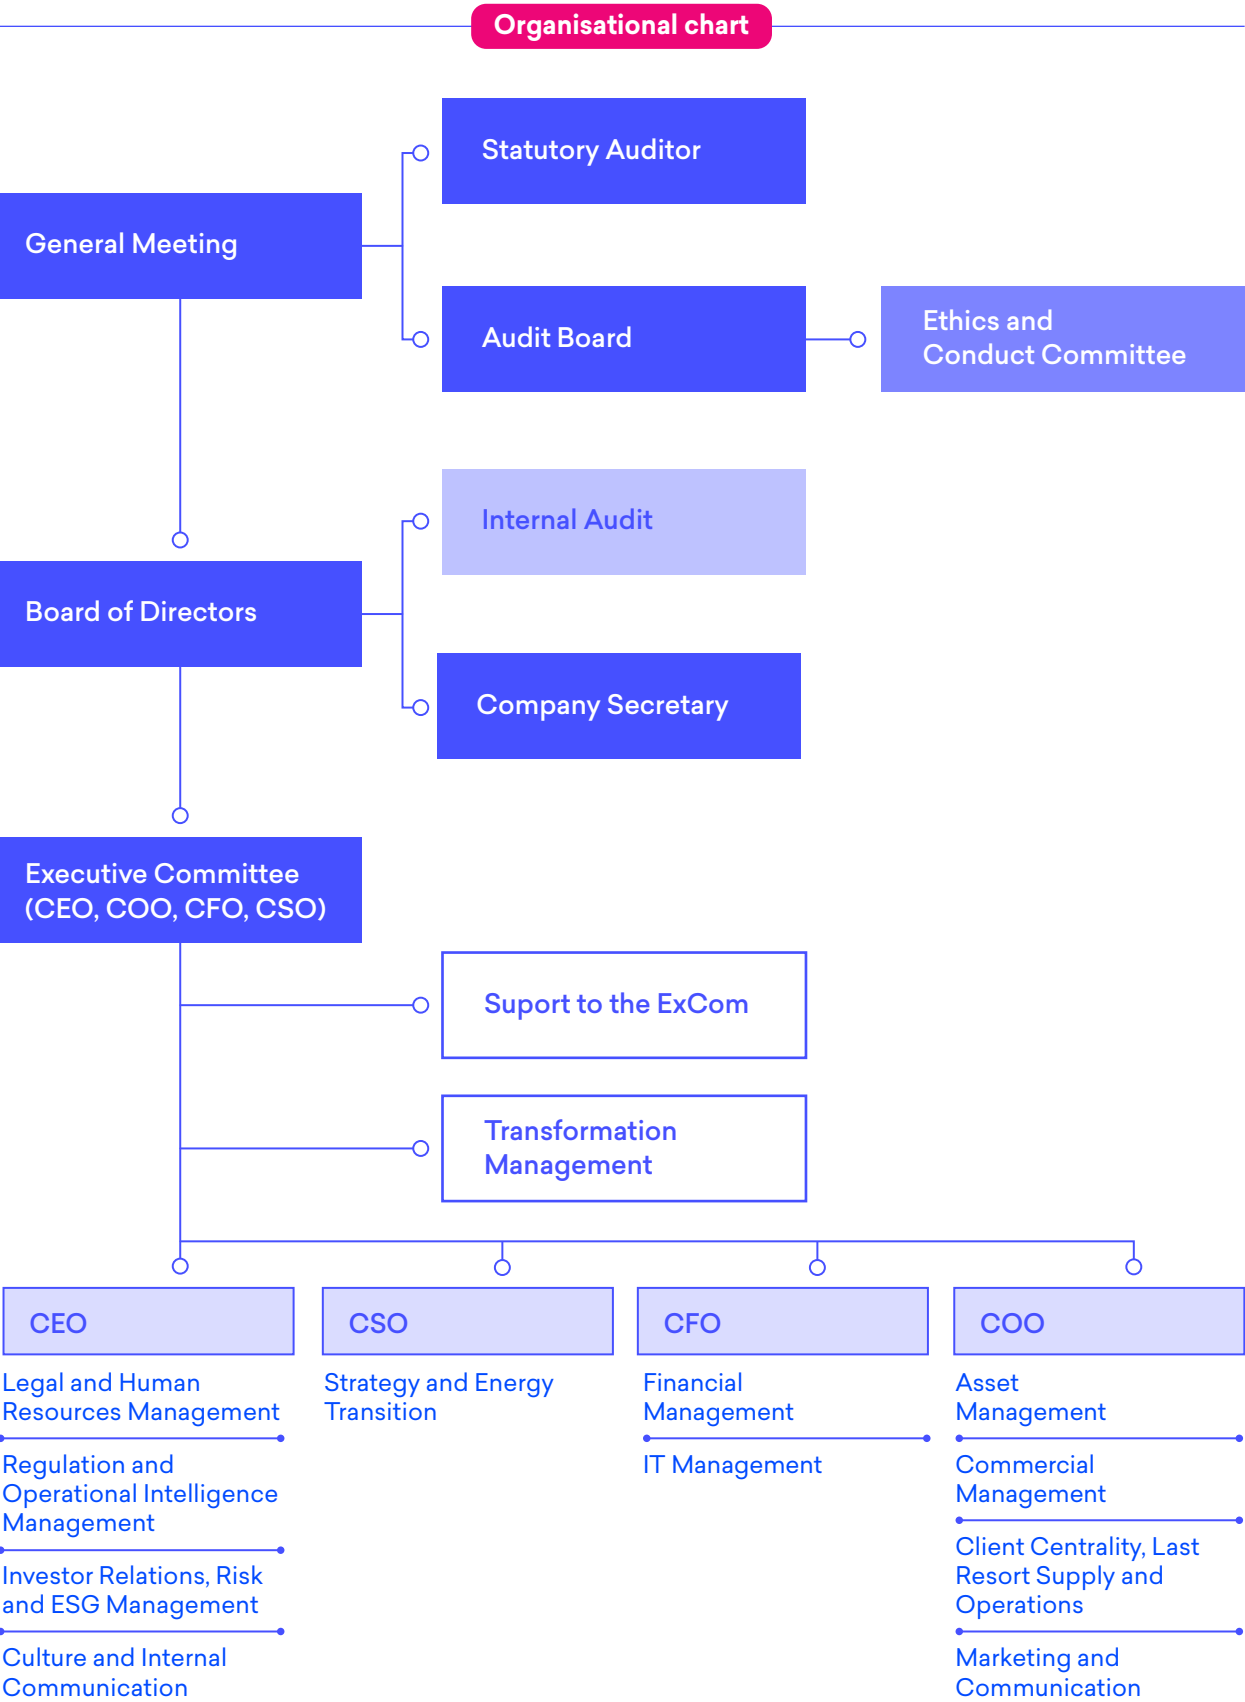 Organisational chart
Statutory Auditor
General Meeting
Audit Board
Ethics and
Conduct Committee
Internal Audit
Board of Directors
Company Secretary
Executive Committee
(CEO, COO, CFO, CSO)
Suport to the ExCom
Transformation
Management
CEO
Legal and Human
Resources Management
Regulation and
Operational Intelligence
Management
Investor Relations, Risk
and ESG Management
Culture and Internal
Communication
CSO
Strategy and Energy
Transition
CFO
Financial
Management
IT Management
COO
Asset
Management
Commercial
Management
Client Centrality, Last
Resort Supply and
Operations
Marketing and
Communication